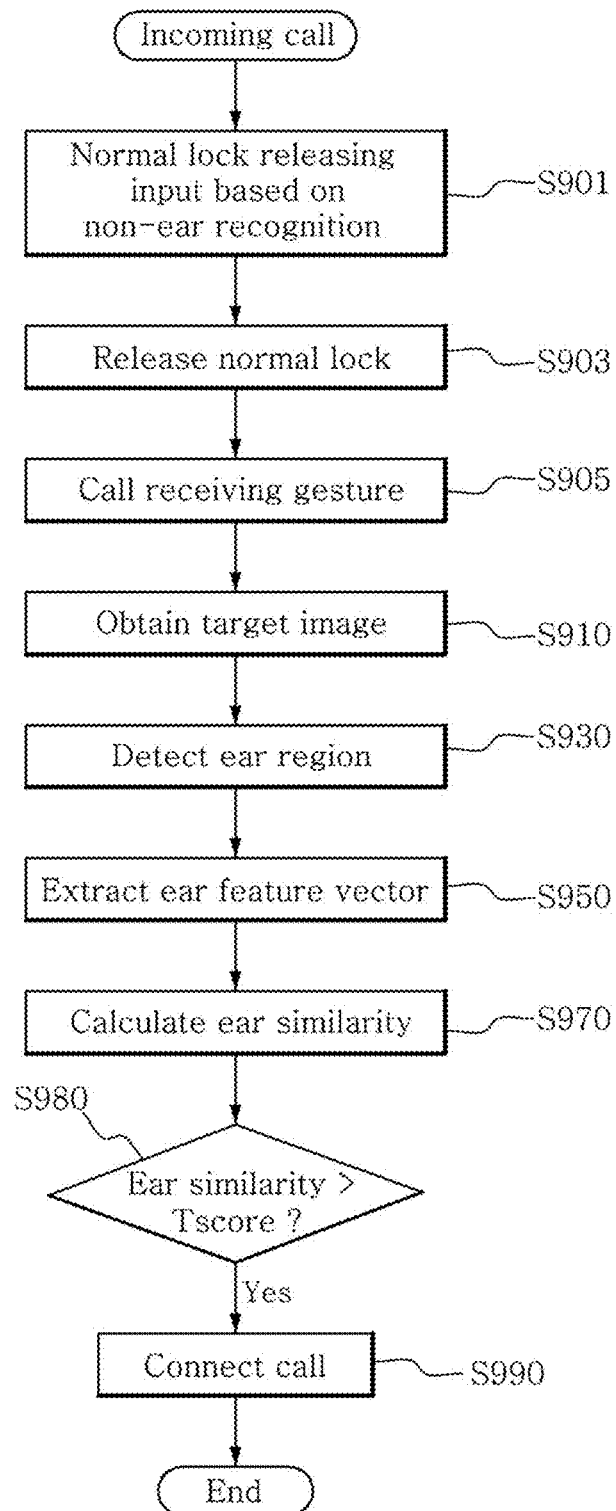 Incoming call
Normal lock releasing
input based on
non-ear recognition
S901
Release normal lock
S903
Call receiving gesture
S905
Obtain target image
S910
Detect ear region
S930
Extract ear feature vector
S950
Calculate ear similarity
S970
S980
Ear similarity >
Tscore ?
Yes
Connect call
S990
End